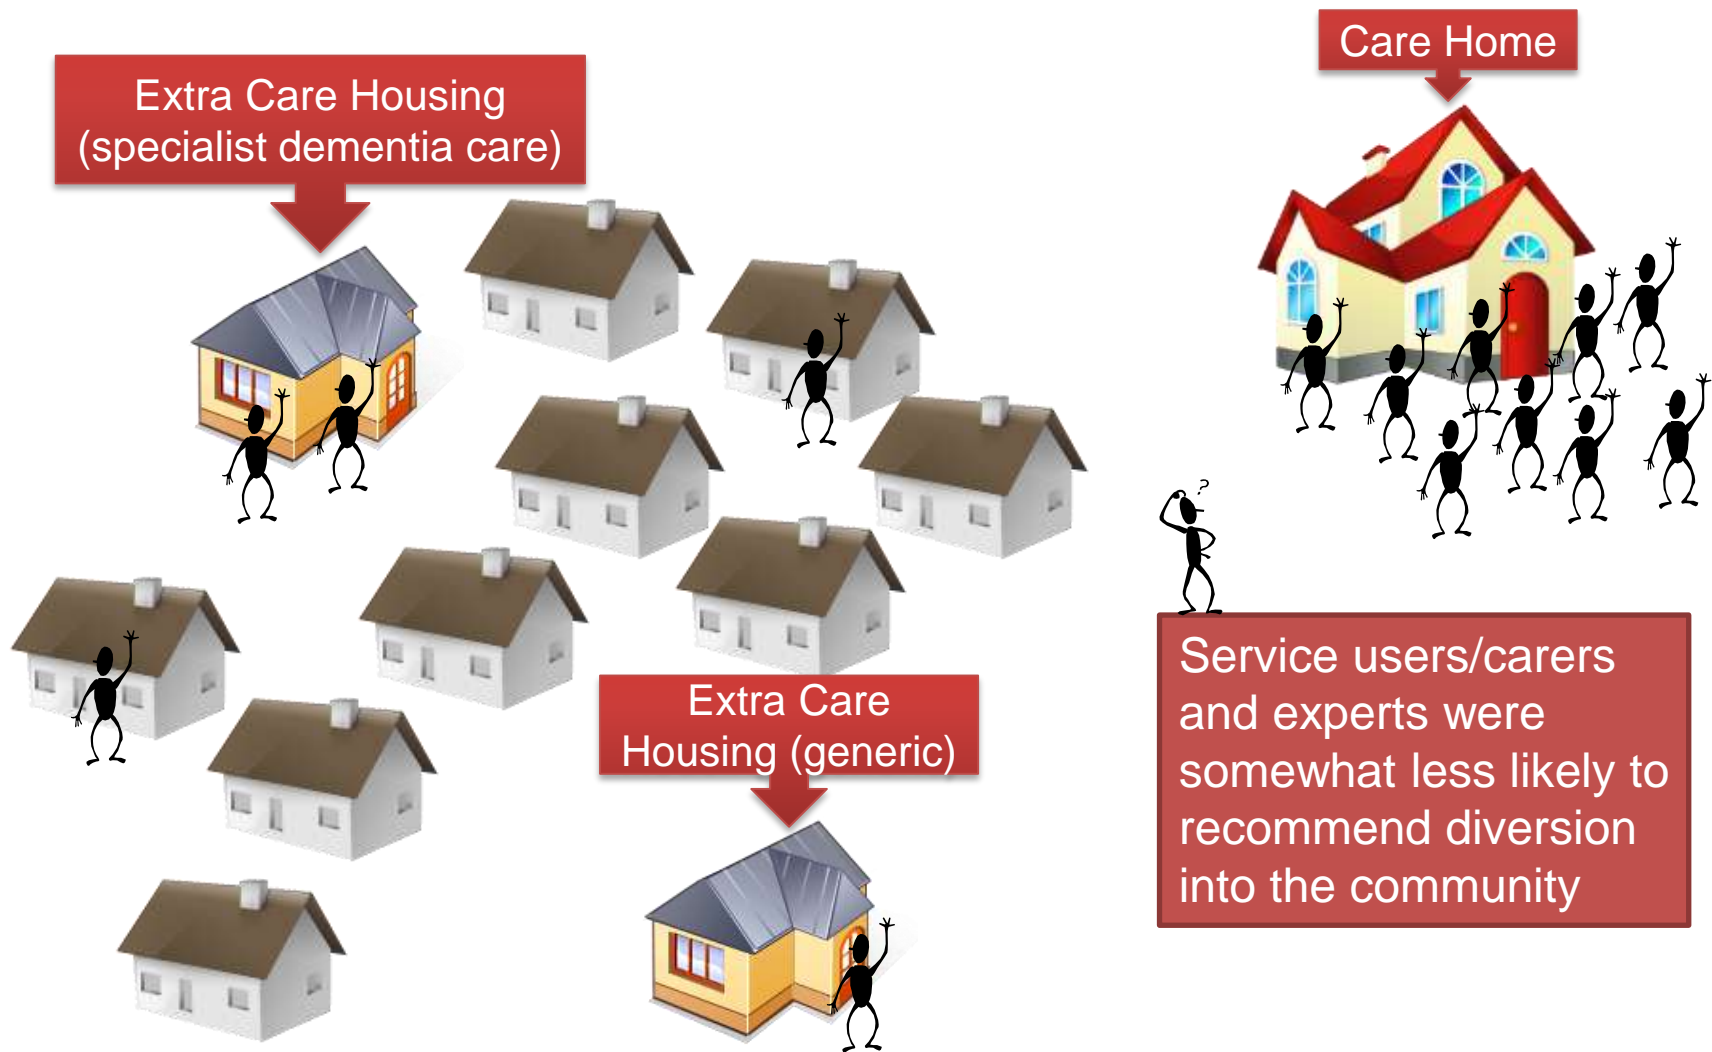 Care Home
Extra Care Housing
(specialist dementia care)
?
Extra Care
Housing (generic)
Service users/carers
and experts were
somewhat less likely to
recommend diversion
into the community